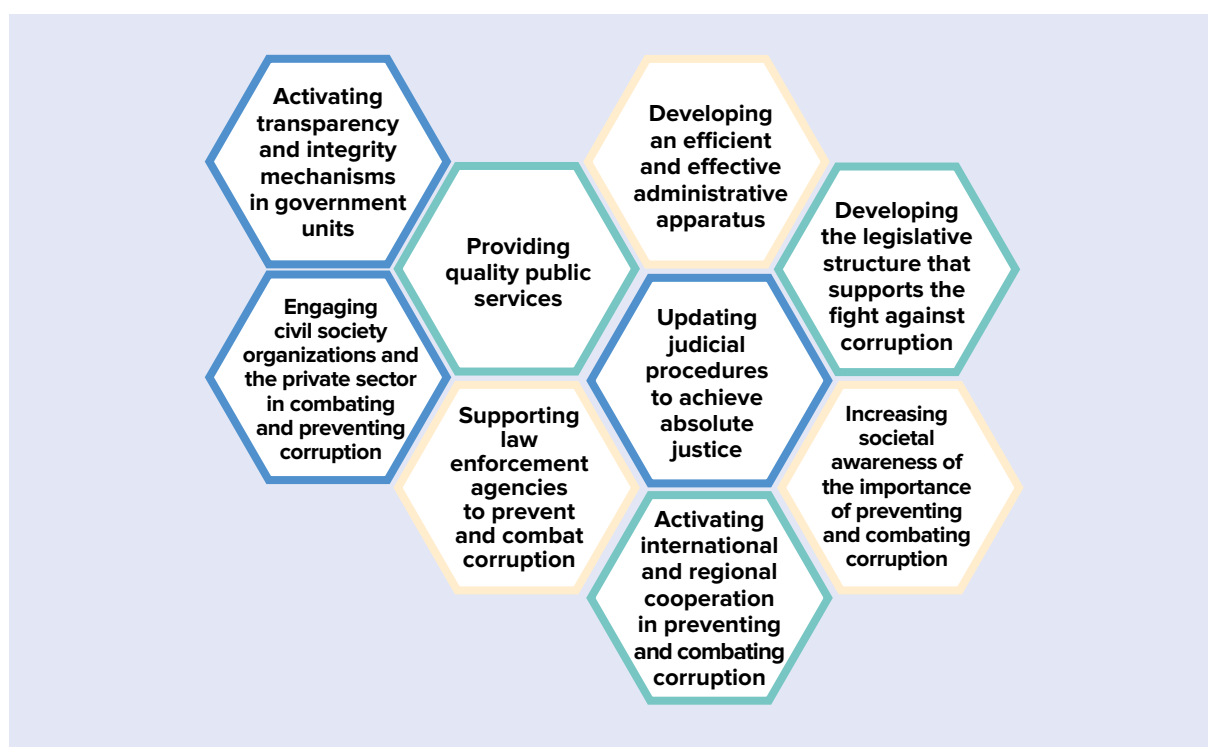 Activating
transparency
and integrity
mechanisms
in government
units
Developing
an efficient
and effective
administrative
apparatus
Providing
quality public
services
Developing
the legislative
structure that
supports the
fight against
corruption
Engaging
civil society
organizations and
the private sector
in combating
and preventing
corruption
Updating
judicial
procedures
to achieve
absolute
justice
Supporting
law
enforcement
agencies
to prevent
and combat
corruption
Increasing
societal
awareness of
the importance
of preventing
and combating
corruption
Activating
international
and regional
cooperation
in preventing
and combating
corruption